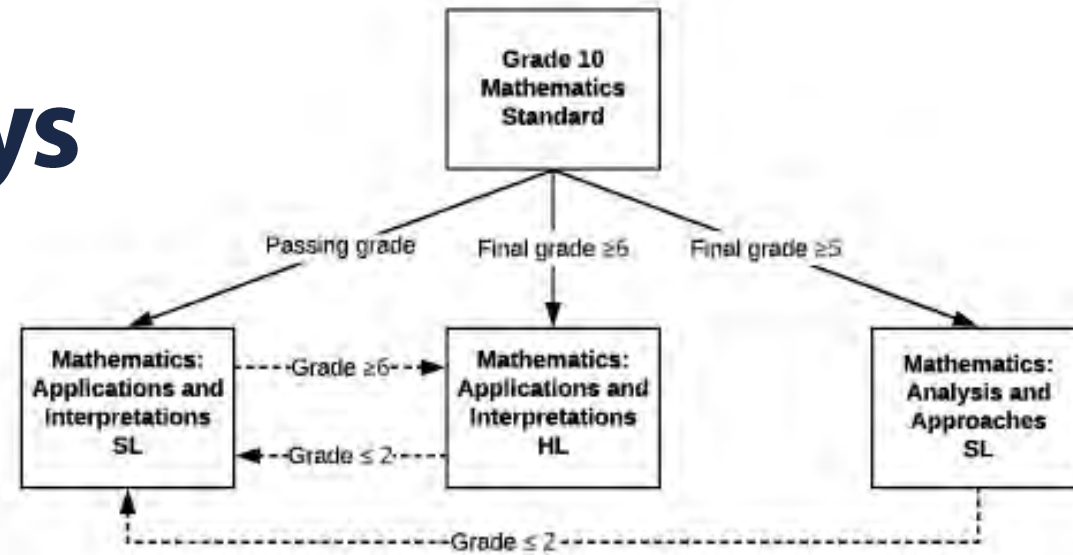 ys
Grade 10
Mathematics
Standard
Passing grade
Final grade ≥6
Final grade ≥5
Mathematics:
Applications and
Interpretations
SL
Grade ≥6
Grade ≤ 2
Mathematics:
Applications and
Interpretations
HL
Mathematics:
Analysis and
Approaches
SL
Grade ≤ 2